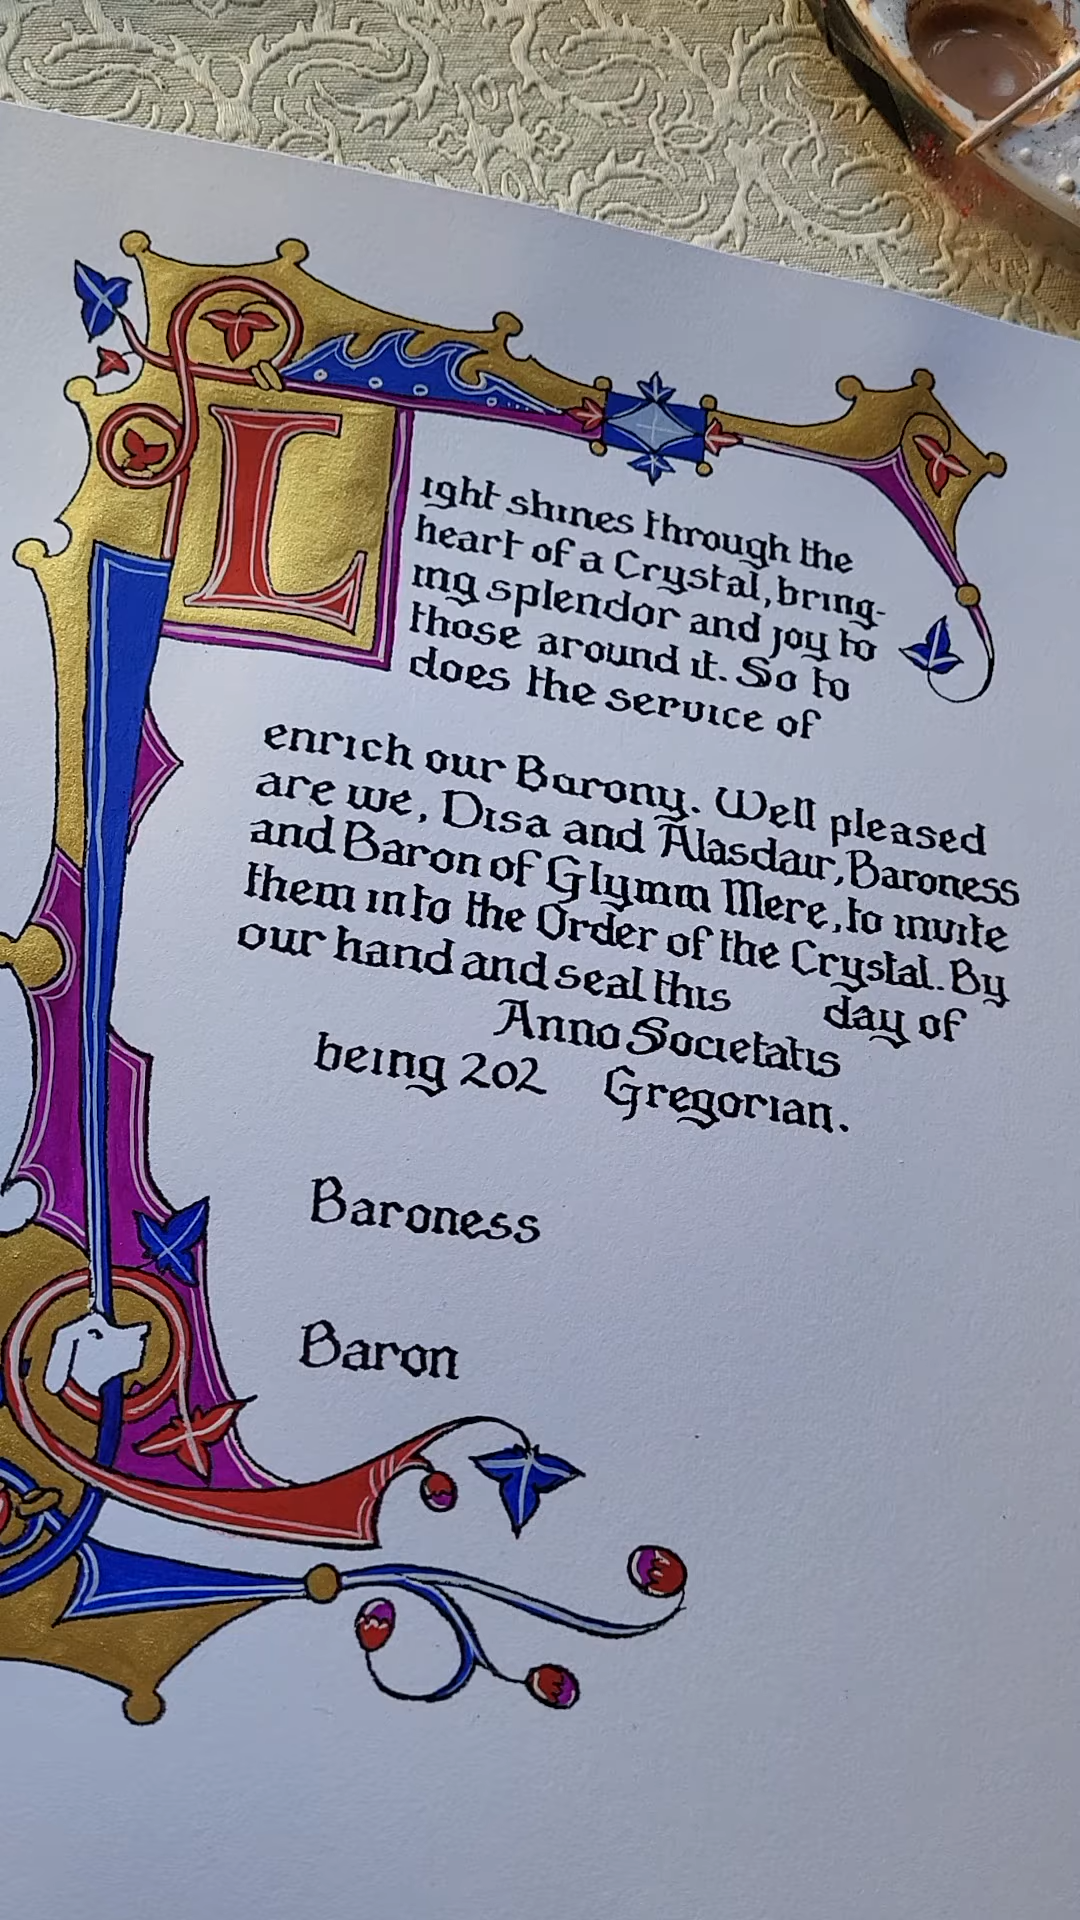 Light shines through the
heart of a Crystal, bring-
ing splendor and joy to
those around it. So to
does the service of
enrich our Barony. Well pleased
are we, Disa and Alasdair, Baroness
and Baron of Glymm Mere, to invite
them into the Order of the Crystal. By
our hand and seal this day of
Anno Societatis
being 202 Gregorian.
Baroness
Baron